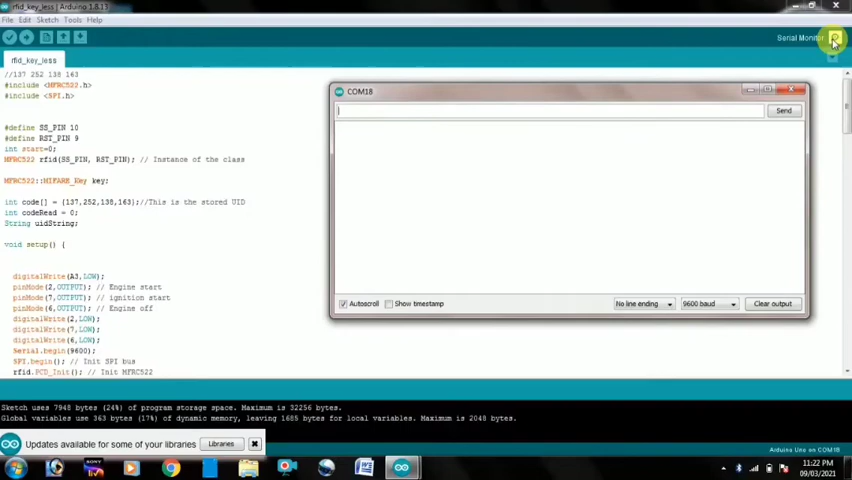 rfid_key_less | Arduino 1.8.13
File Edit Sketch Tools Help
Serial Monitor
rfid_key_less
//137 252 138 163
#include <MFRC522.h>
#include <SPI.h>
#define SS_PIN 10
#define RST_PIN 9
int start=0;
MFRC522 rfid(SS_PIN, RST_PIN); // Instance of the class
MFRC522::MIFARE_Key key;
int code[] = {137,252,138,163};//This is the stored UID
int codeRead = 0;
String uidString;
void setup() {
digitalWrite(A3,LOW);
pinMode(2,OUTPUT); // Engine start
pinMode(7,OUTPUT); // ignition start
pinMode(6,OUTPUT); // Engine off
digitalWrite(2,LOW);
digitalWrite(7,LOW);
digitalWrite(6,LOW);
Serial.begin(9600);
SPI.begin(); // Init SPI bus
rfid.PCD_Init(); // Init MFRC522
COM18
Send
Autoscroll Show timestamp
No line ending 9600 baud Clear output
Sketch uses 7948 bytes (24%) of program storage space. Maximum is 32256 bytes.
Global variables use 363 bytes (17%) of dynamic memory, leaving 1685 bytes for local variables. Maximum is 2048 bytes.
Updates available for some of your libraries Libraries
Arduino Uno on COM18
11:22 PM
09/03/2021